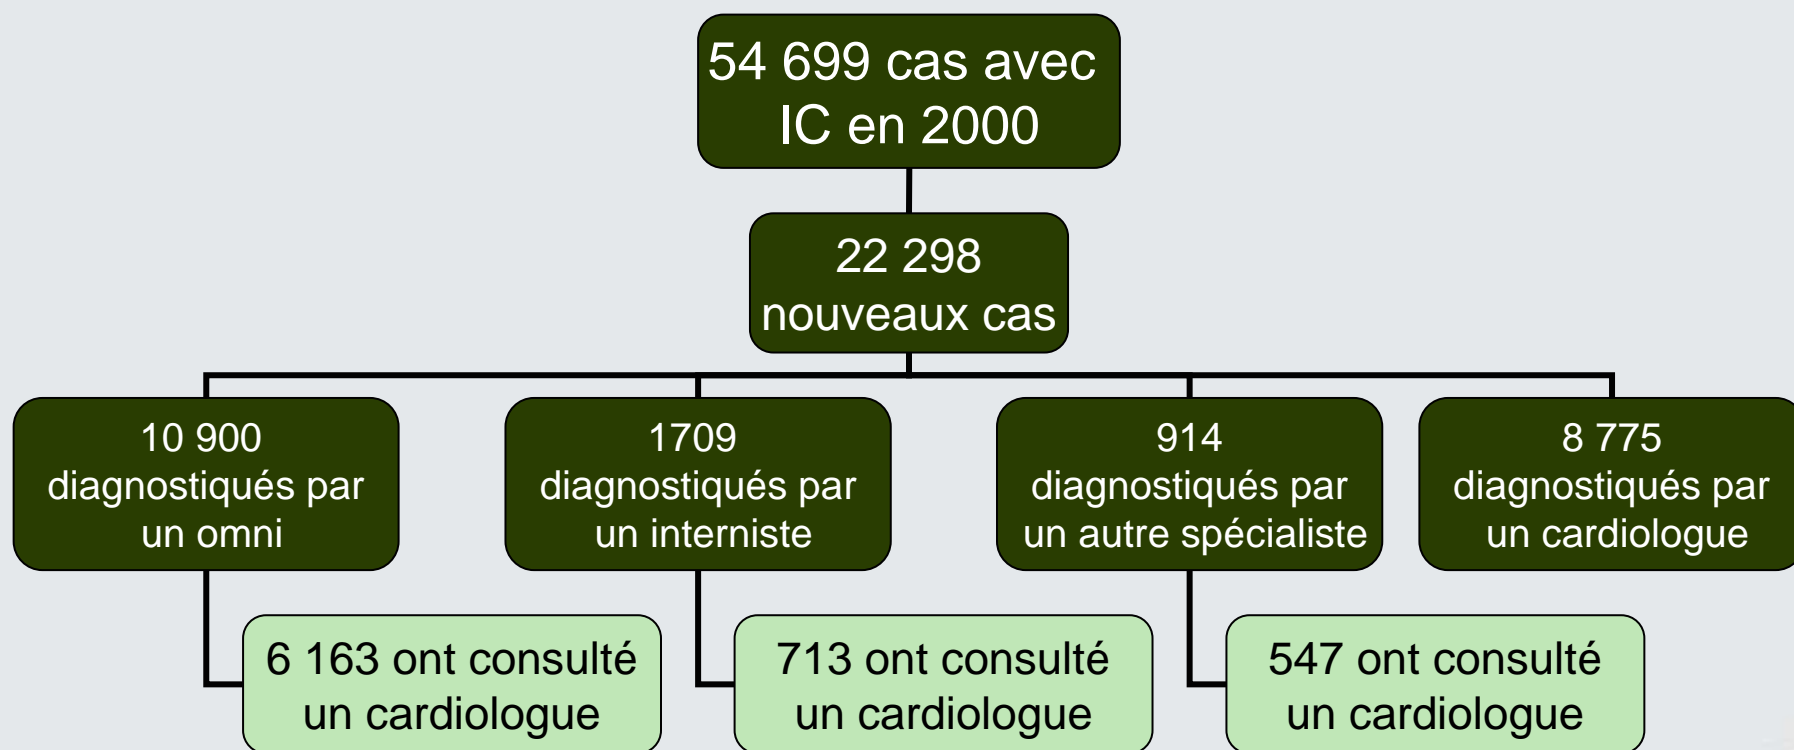 54 699 cas avec
IC en 2000
22 298
nouveaux cas
10 900
diagnostiqués par
un omni
1709
diagnostiqués par
un interniste
914
diagnostiqués par
un autre spécialiste
8 775
diagnostiqués par
un cardiologue
6 163 ont consulté
un cardiologue
713 ont consulté
un cardiologue
547 ont consulté
un cardiologue